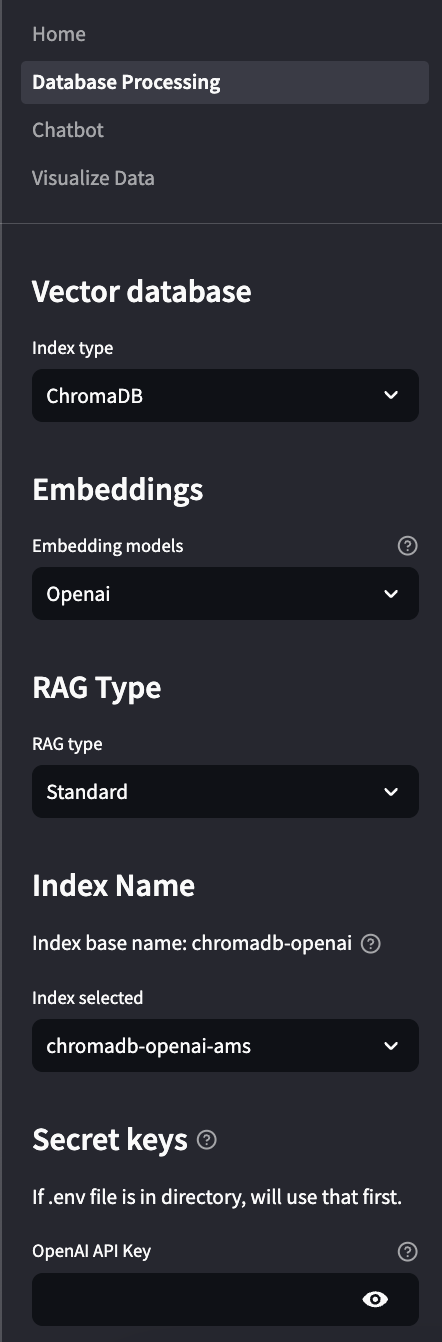 Home
Database Processing
Chatbot
Visualize Data
Vector database
Index type
ChromaDB
Embeddings
Embedding models
Openai
RAG Type
RAG type
Standard
Index Name
Index base name: chromadb-openai
Index selected
chromadb-openai-ams
Secret keys
If .env file is in directory, will use that first.
OpenAI API Key